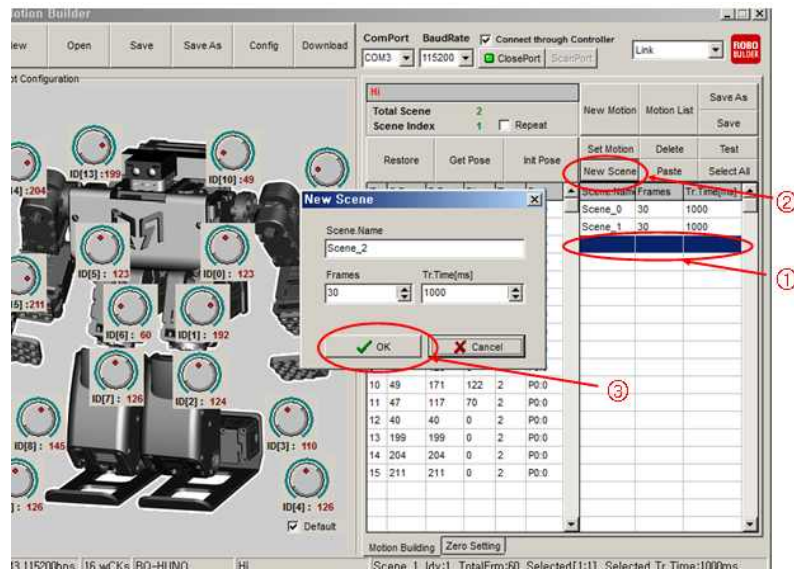 Motion Builder
Open Save Save As Config Download
ComPort BaudRate Connect through Controller
COM3 115200 ClosePort ScanPort
Link
ROBO BUILDER
Hi
Total Scene 2
Scene Index 1 Repeat
New Motion Motion List Save As
Save
Restore Get Pose Init Pose
Set Motion Delete Test
New Scene Paste Select All
②
Scene.Name Frames Tr.Time[ms]
Scene_0 30 1000
Scene_1 30 1000
①
New Scene
Scene.Name
Scene_2
Frames Tr.Time[ms]
30 1000
OK Cancel
③
10 49 171 122 2 P0:0
11 47 117 70 2 P0:0
12 40 40 0 2 P0:0
13 199 199 0 2 P0:0
14 204 204 0 2 P0:0
15 211 211 0 2 P0:0
Motion Building Zero Setting
ID[13] : 199
ID[10] : 49
:204
ID[5] : 123
ID[0] : 123
:211
ID[6] : 60
ID[1] : 192
ID[7] : 126
ID[2] : 124
ID[8] : 145
ID[3] : 110
: 126
ID[4] : 126
Default
115200bps 16 wCKs BO-HUNO Hi
Scene_1 Idx:1 TotalFrm:60 Selected[1:1] Selected Tr.Time:1000ms